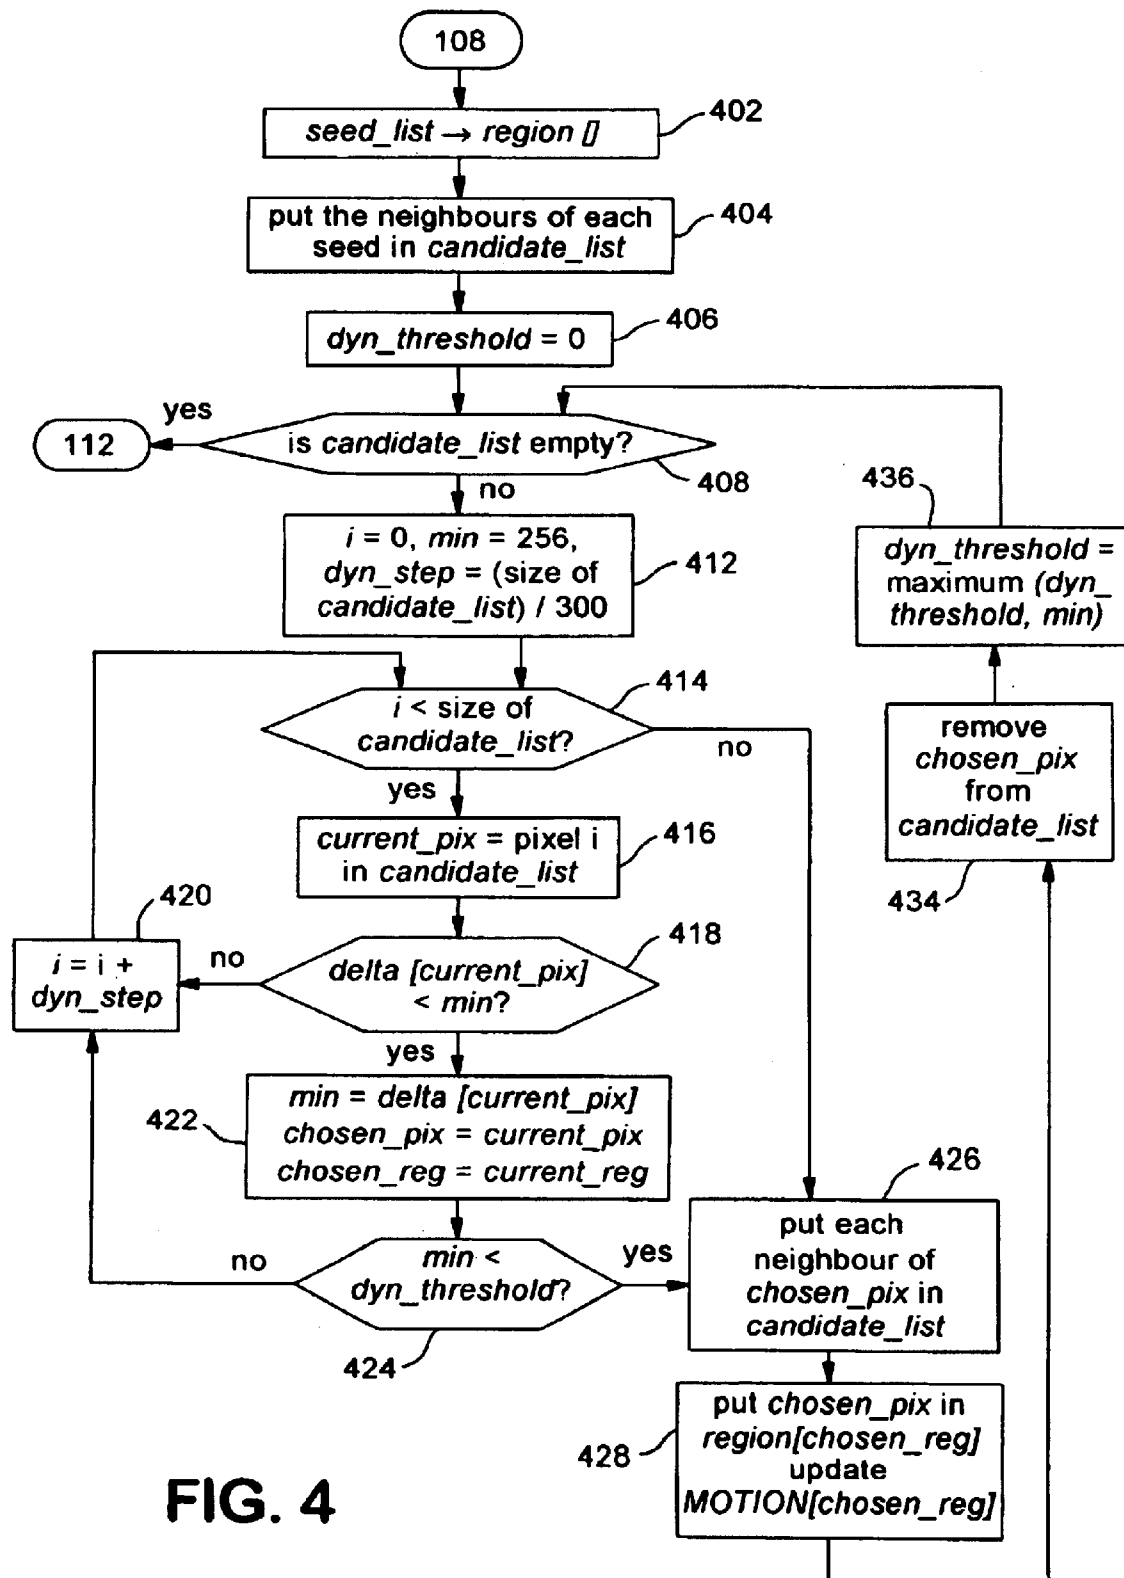 108
402
seed_list → region []
404
put the neighbours of each
seed in candidate_list
406
dyn_threshold = 0
yes
112
is candidate_list empty?
408
no
436
i = 0, min = 256,
dyn_step = (size of
candidate_list) / 300
412
dyn_threshold =
maximum (dyn_
threshold, min)
414
i < size of
candidate_list?
no
yes
remove
chosen_pix
from
candidate_list
434
current_pix = pixel i
in candidate_list
416
420
i = i +
dyn_step
no
418
delta [current_pix]
< min?
yes
422
min = delta [current_pix]
chosen_pix = current_pix
chosen_reg = current_reg
426
put each
neighbour of
chosen_pix in
candidate_list
no
min <
dyn_threshold?
yes
424
428
put chosen_pix in
region[chosen_reg]
update
MOTION[chosen_reg]
FIG. 4